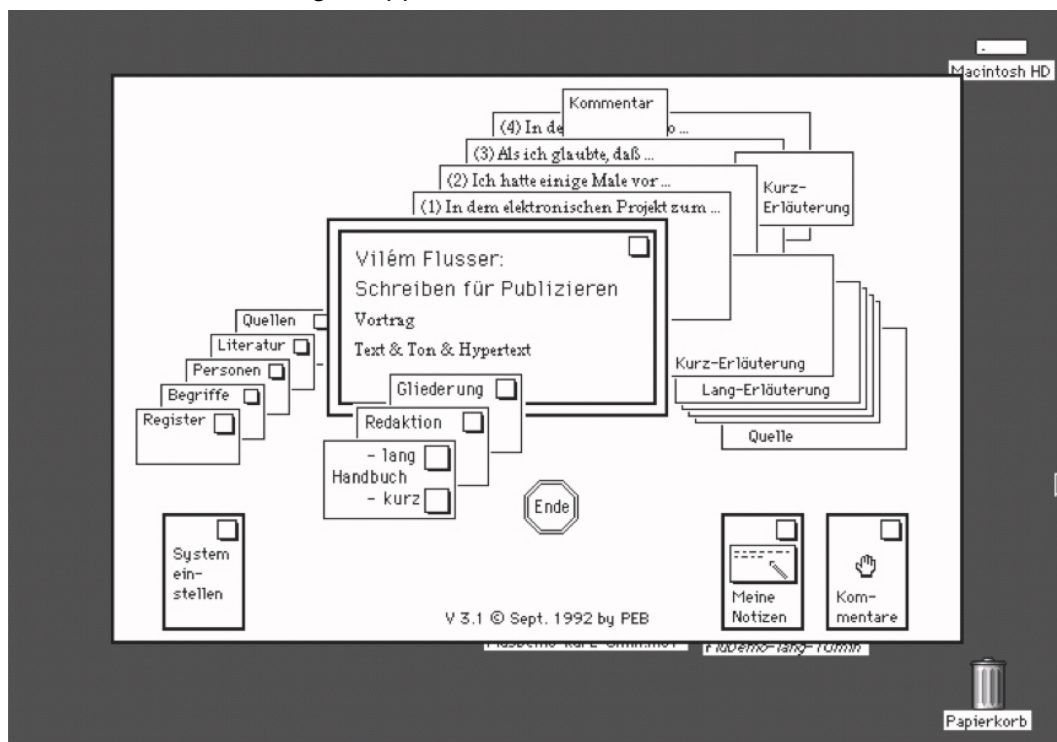 Macintosh HD
Kommentar
(4) In de o ...
(3) Als ich glaubte, daß ...
(2) Ich hatte einige Male vor ...
(1) In dem elektronischen Projekt zum ...
Kurz-
Erläuterung
Vilém Flusser:
Schreiben für Publizieren
Vortrag
Text & Ton & Hypertext
Quellen
Literatur
Personen
Begriffe
Register
Kurz-Erläuterung
Lang-Erläuterung
Quelle
Gliederung
Redaktion
- lang
Handbuch
- kurz
Ende
System
ein-
stellen
Meine
Notizen
Kom-
mentare
V 3.1 © Sept. 1992 by PEB
FluDemo-lang-10min
Papierkorb